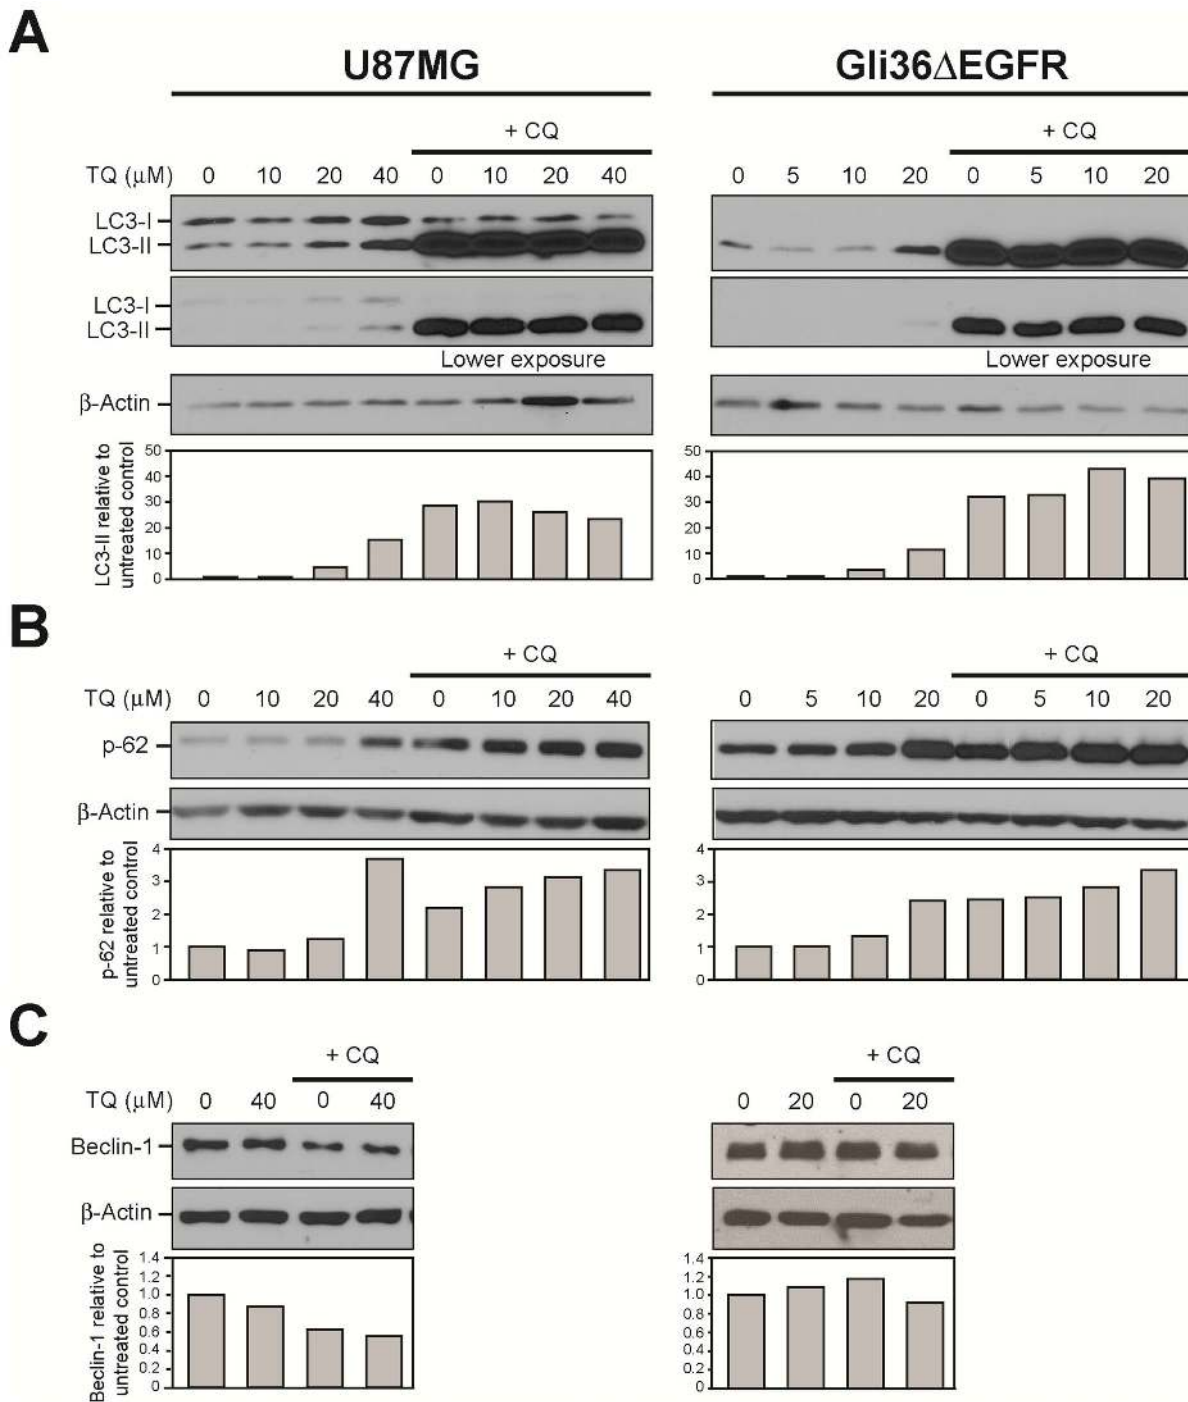 A
U87MG
Gli36ΔEGFR
+ CQ
+ CQ
TQ (μM) 0 10 20 40 0 10 20 40
0 5 10 20 0 5 10 20
LC3-I
LC3-II
LC3-I
LC3-II
Lower exposure
Lower exposure
β-Actin
LC3-II relative to
untreated control
50
40
30
20
10
0
50
40
30
20
10
0
B
+ CQ
+ CQ
TQ (μM) 0 10 20 40 0 10 20 40
0 5 10 20 0 5 10 20
p-62
β-Actin
p-62 relative to
untreated control
4
3
2
1
0
4
3
2
1
0
C
+ CQ
+ CQ
TQ (μM) 0 40 0 40
0 20 0 20
Beclin-1
β-Actin
Beclin-1 relative to
untreated control
1.4
1.2
1.0
0.8
0.6
0.4
0.2
0
1.4
1.2
1.0
0.8
0.6
0.4
0.2
0